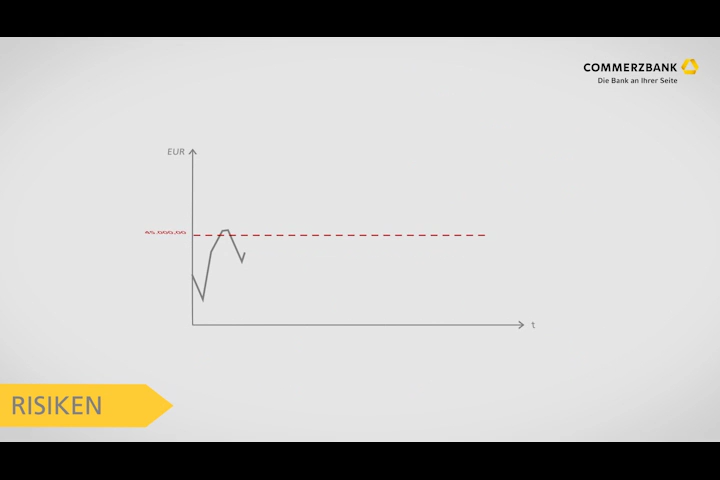 COMMERZBANK
Die Bank an Ihrer Seite
EUR
t
RISIKEN